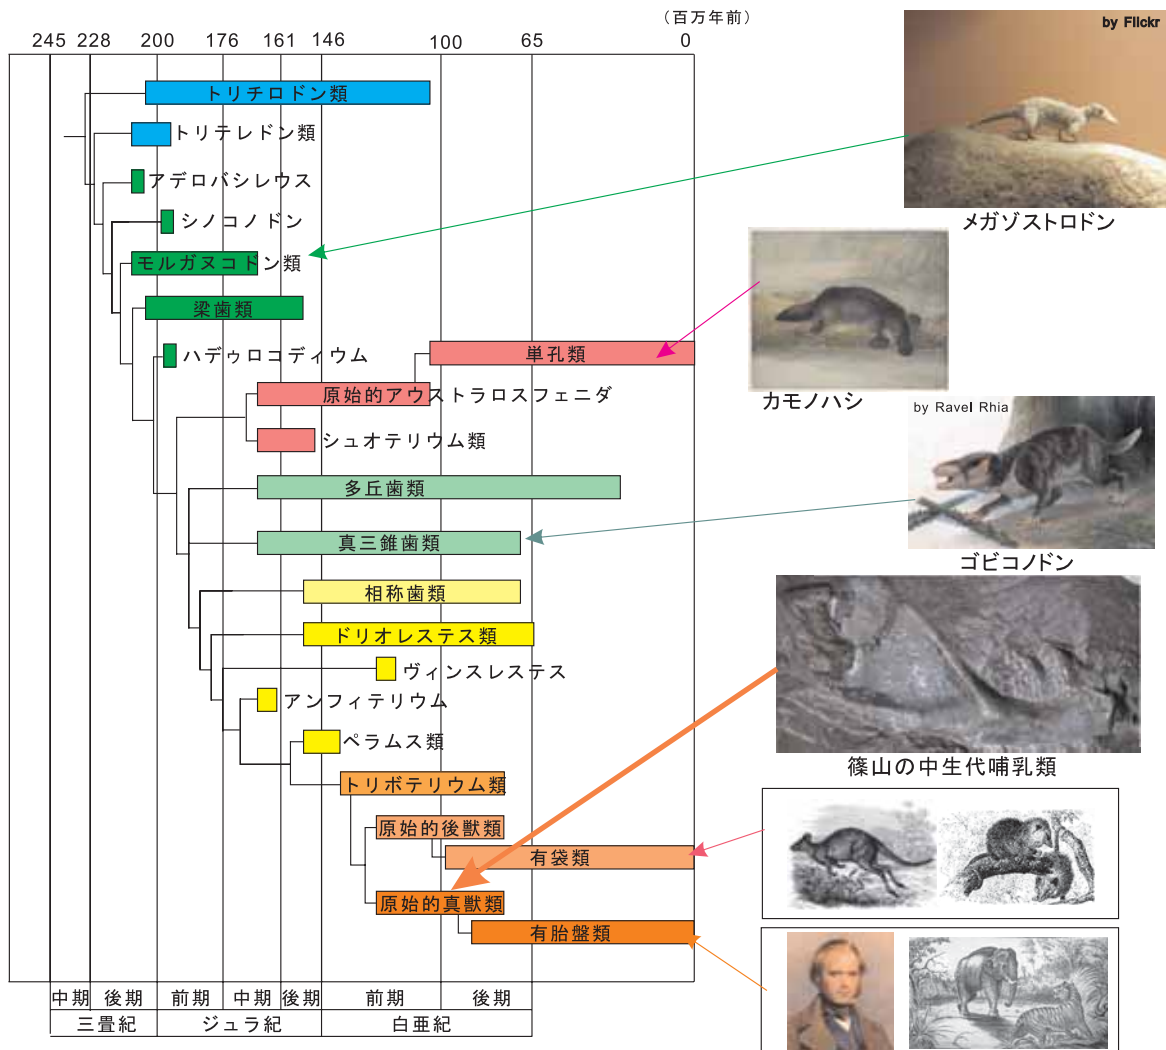 （百万年前）
245 228 200 176 161 146 100 65 0
by Flickr
トリチロドン類
トリテレドン類
アデロバシレウス
シノコノドン
メガゾストロドン
モルガヌコドン類
梁歯類
ハデゥロコディウム
単孔類
原始的アウストラロスフェニダ
カモノハシ
by Ravel Rhia
シュオテリウム類
多丘歯類
真三錐歯類
ゴビコノドン
相称歯類
ドリオレステス類
ヴィンスレステス
アンフィテリウム
ペラムス類
篠山の中生代哺乳類
トリボテリウム類
原始的後獣類
有袋類
原始的真獣類
有胎盤類
中期 後期 前期 中期 後期 前期 後期
三畳紀 ジュラ紀 白亜紀